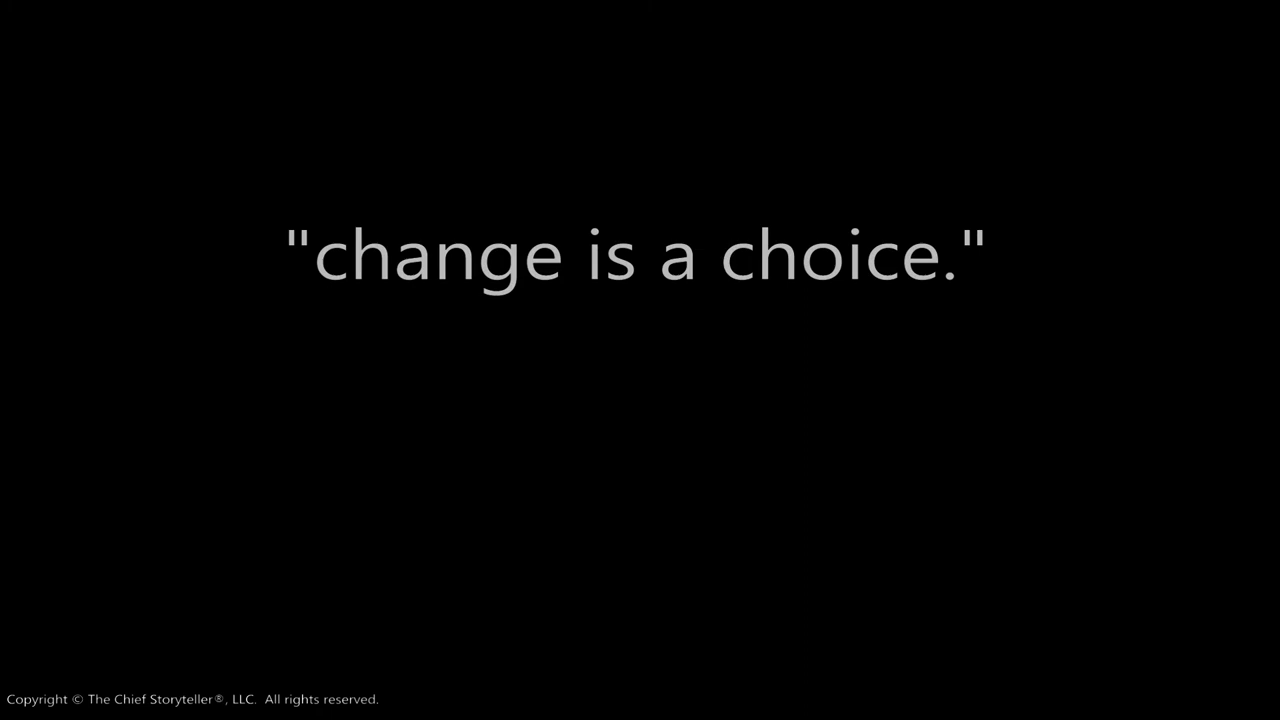 "change is a choice."
Copyright © The Chief Storyteller®, LLC.  All rights reserved.